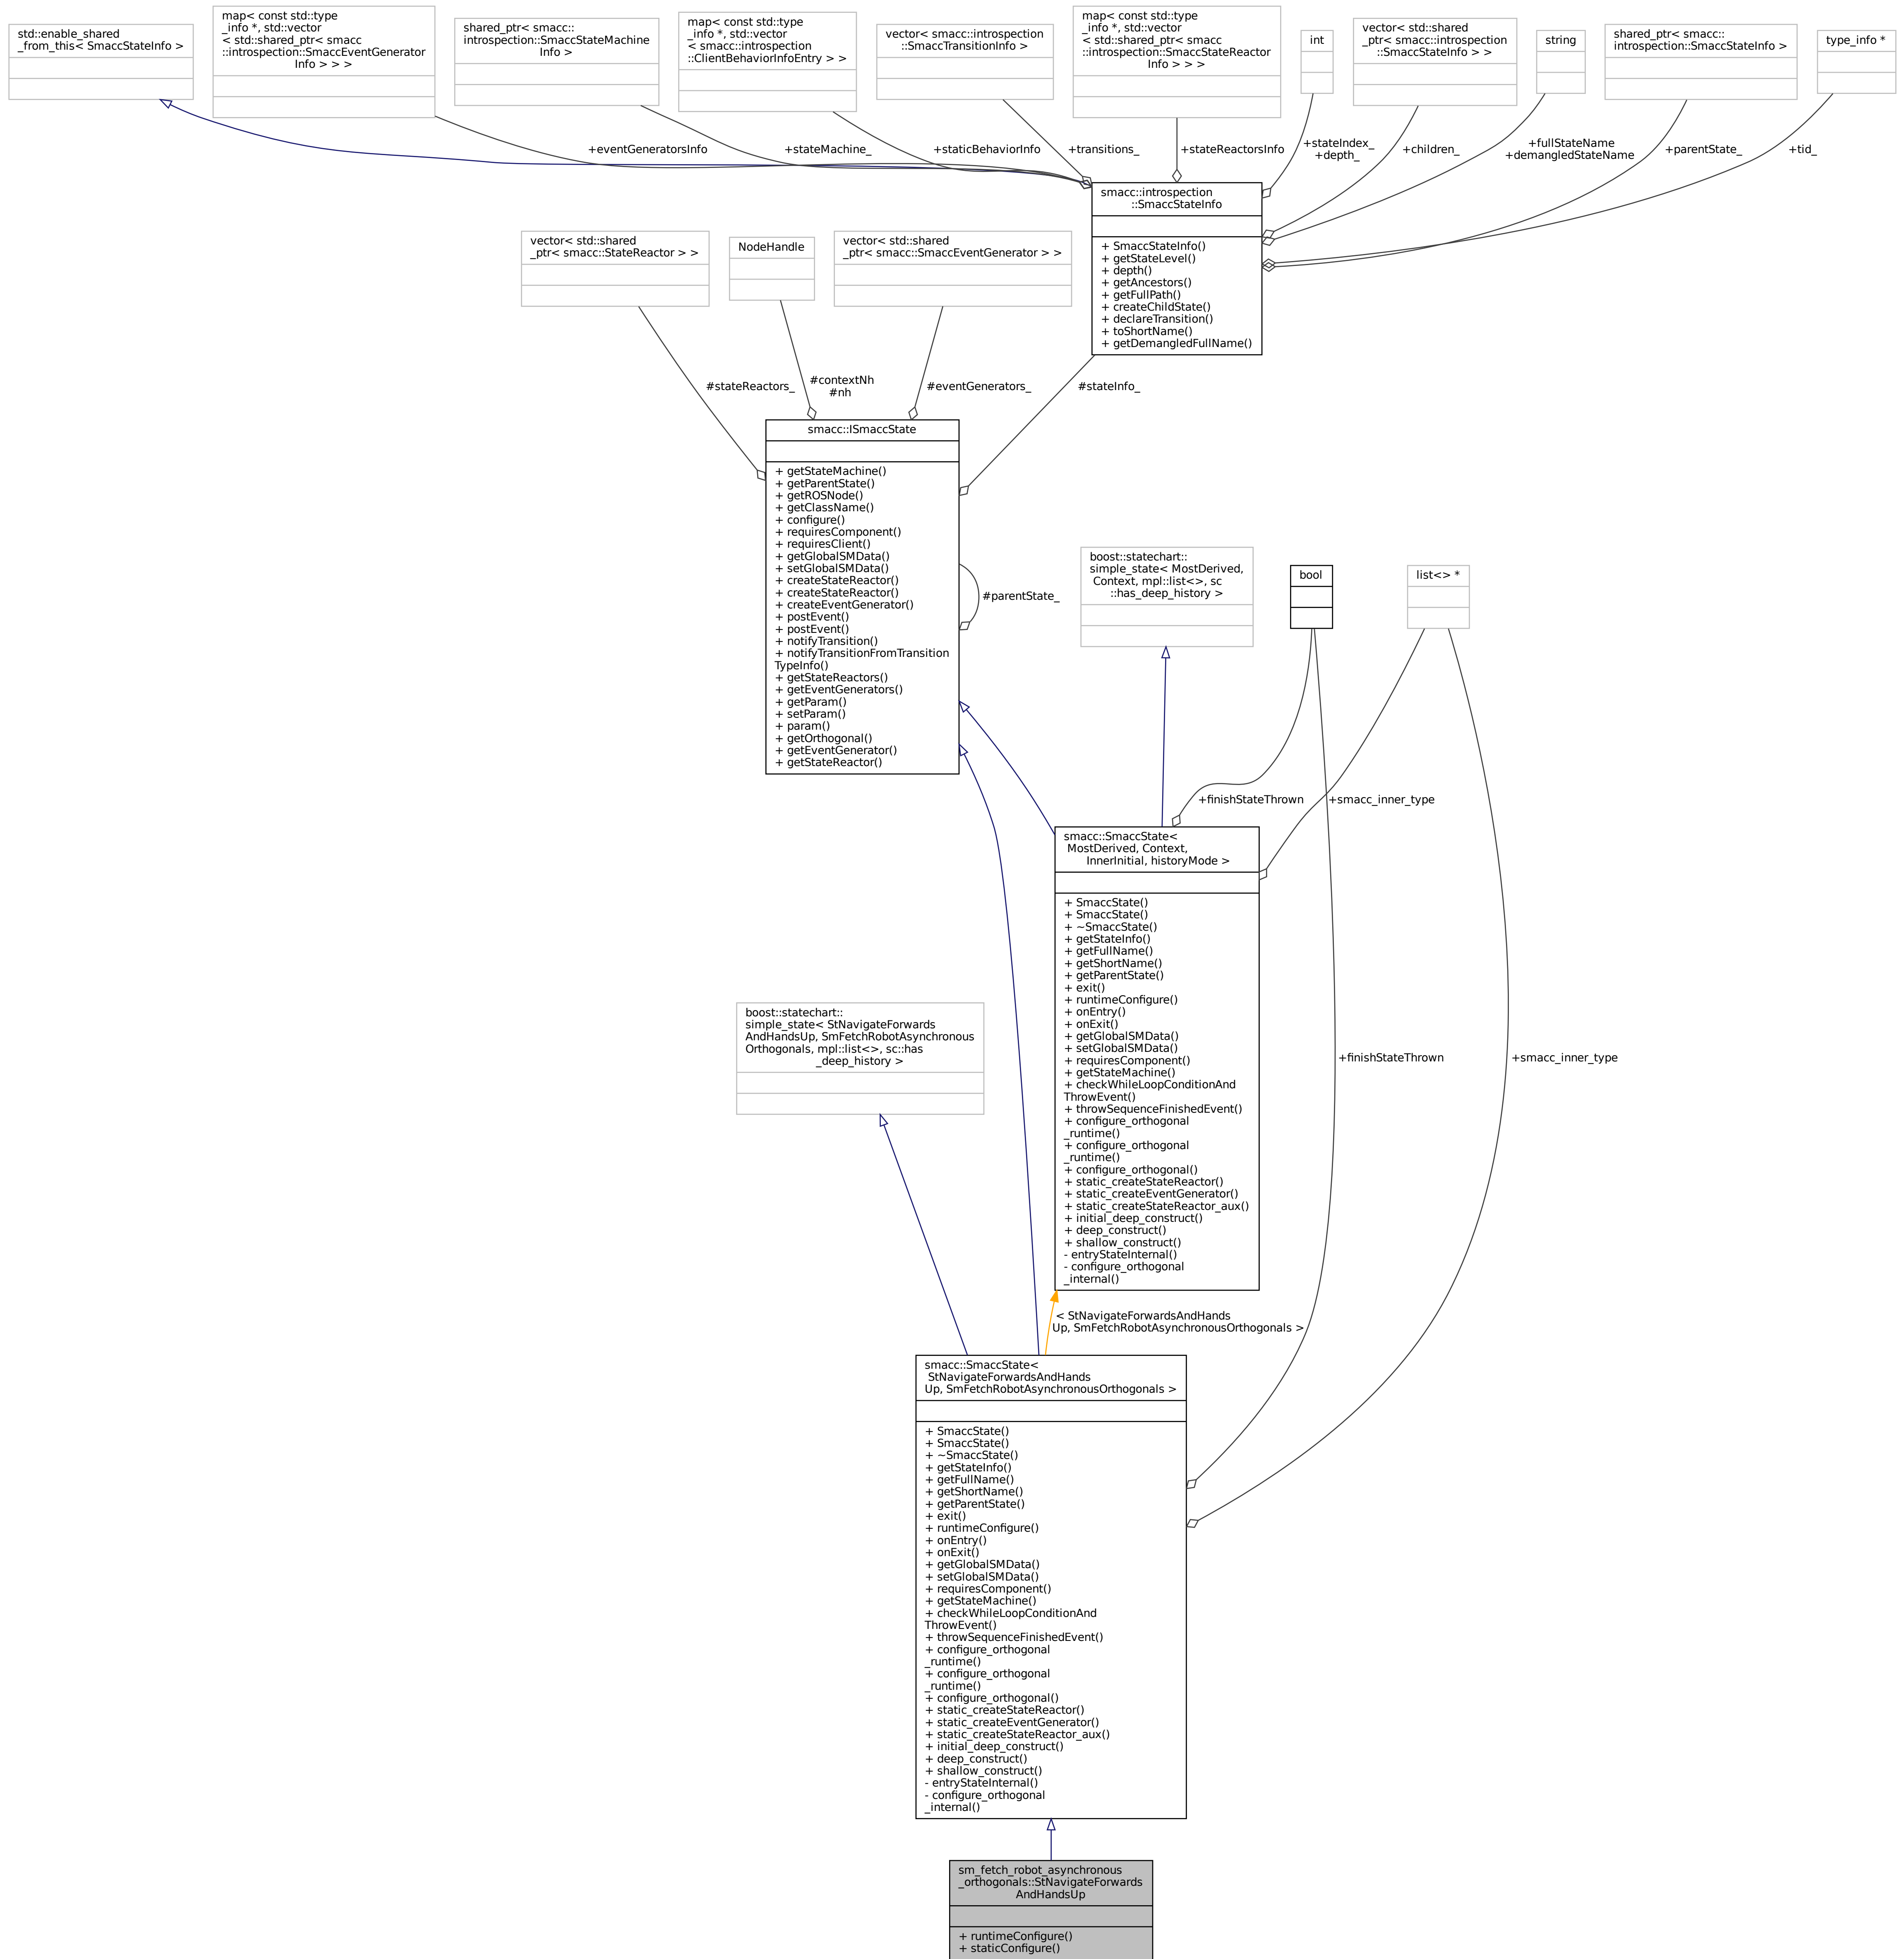 std::enable_shared
_from_this< SmaccStateInfo >
map< const std::type
_info *, std::vector
< std::shared_ptr< smacc
::introspection::SmaccEventGenerator
Info > > >
shared_ptr< smacc::
introspection::SmaccStateMachine
Info >
map< const std::type
_info *, std::vector
< smacc::introspection
::ClientBehaviorInfoEntry > >
vector< smacc::introspection
::SmaccTransitionInfo >
map< const std::type
_info *, std::vector
< std::shared_ptr< smacc
::introspection::SmaccStateReactor
Info > > >
int
vector< std::shared
_ptr< smacc::introspection
::SmaccStateInfo > >
string
shared_ptr< smacc::
introspection::SmaccStateInfo >
type_info *
+eventGeneratorsInfo
+stateMachine_
+staticBehaviorInfo
+transitions_
+stateReactorsInfo
+stateIndex_
+depth_
+children_
+fullStateName
+demangledStateName
+parentState_
+tid_
smacc::introspection
::SmaccStateInfo
+ SmaccStateInfo()
+ getStateLevel()
+ depth()
+ getAncestors()
+ getFullPath()
+ createChildState()
+ declareTransition()
+ toShortName()
+ getDemangledFullName()
vector< std::shared
_ptr< smacc::StateReactor > >
NodeHandle
vector< std::shared
_ptr< smacc::SmaccEventGenerator > >
#stateReactors_
#contextNh
#nh
#eventGenerators_
#stateInfo_
smacc::ISmaccState
+ getStateMachine()
+ getParentState()
+ getROSNode()
+ getClassName()
+ configure()
+ requiresComponent()
+ requiresClient()
+ getGlobalSMData()
+ setGlobalSMData()
+ createStateReactor()
+ createStateReactor()
+ createEventGenerator()
+ postEvent()
+ postEvent()
+ notifyTransition()
+ notifyTransitionFromTransition
TypeInfo()
+ getStateReactors()
+ getEventGenerators()
+ getParam()
+ setParam()
+ param()
+ getOrthogonal()
+ getEventGenerator()
+ getStateReactor()
#parentState_
boost::statechart::
simple_state< MostDerived,
Context, mpl::list<>, sc
::has_deep_history >
bool
list<> *
+finishStateThrown
+smacc_inner_type
smacc::SmaccState<
MostDerived, Context,
InnerInitial, historyMode >
+ SmaccState()
+ SmaccState()
+ ~SmaccState()
+ getStateInfo()
+ getFullName()
+ getShortName()
+ getParentState()
+ exit()
+ runtimeConfigure()
+ onEntry()
+ onExit()
+ getGlobalSMData()
+ setGlobalSMData()
+ requiresComponent()
+ getStateMachine()
+ checkWhileLoopConditionAnd
ThrowEvent()
+ throwSequenceFinishedEvent()
+ configure_orthogonal
_runtime()
+ configure_orthogonal
_runtime()
+ configure_orthogonal()
+ static_createStateReactor()
+ static_createEventGenerator()
+ static_createStateReactor_aux()
+ initial_deep_construct()
+ deep_construct()
+ shallow_construct()
- entryStateInternal()
- configure_orthogonal
_internal()
boost::statechart::
simple_state< StNavigateForwards
AndHandsUp, SmFetchRobotAsynchronous
Orthogonals, mpl::list<>, sc::has
_deep_history >
+finishStateThrown
+smacc_inner_type
< StNavigateForwardsAndHands
Up, SmFetchRobotAsynchronousOrthogonals >
smacc::SmaccState<
StNavigateForwardsAndHands
Up, SmFetchRobotAsynchronousOrthogonals >
+ SmaccState()
+ SmaccState()
+ ~SmaccState()
+ getStateInfo()
+ getFullName()
+ getShortName()
+ getParentState()
+ exit()
+ runtimeConfigure()
+ onEntry()
+ onExit()
+ getGlobalSMData()
+ setGlobalSMData()
+ requiresComponent()
+ getStateMachine()
+ checkWhileLoopConditionAnd
ThrowEvent()
+ throwSequenceFinishedEvent()
+ configure_orthogonal
_runtime()
+ configure_orthogonal
_runtime()
+ configure_orthogonal()
+ static_createStateReactor()
+ static_createEventGenerator()
+ static_createStateReactor_aux()
+ initial_deep_construct()
+ deep_construct()
+ shallow_construct()
- entryStateInternal()
- configure_orthogonal
_internal()
sm_fetch_robot_asynchronous
_orthogonals::StNavigateForwards
AndHandsUp
+ runtimeConfigure()
+ staticConfigure()